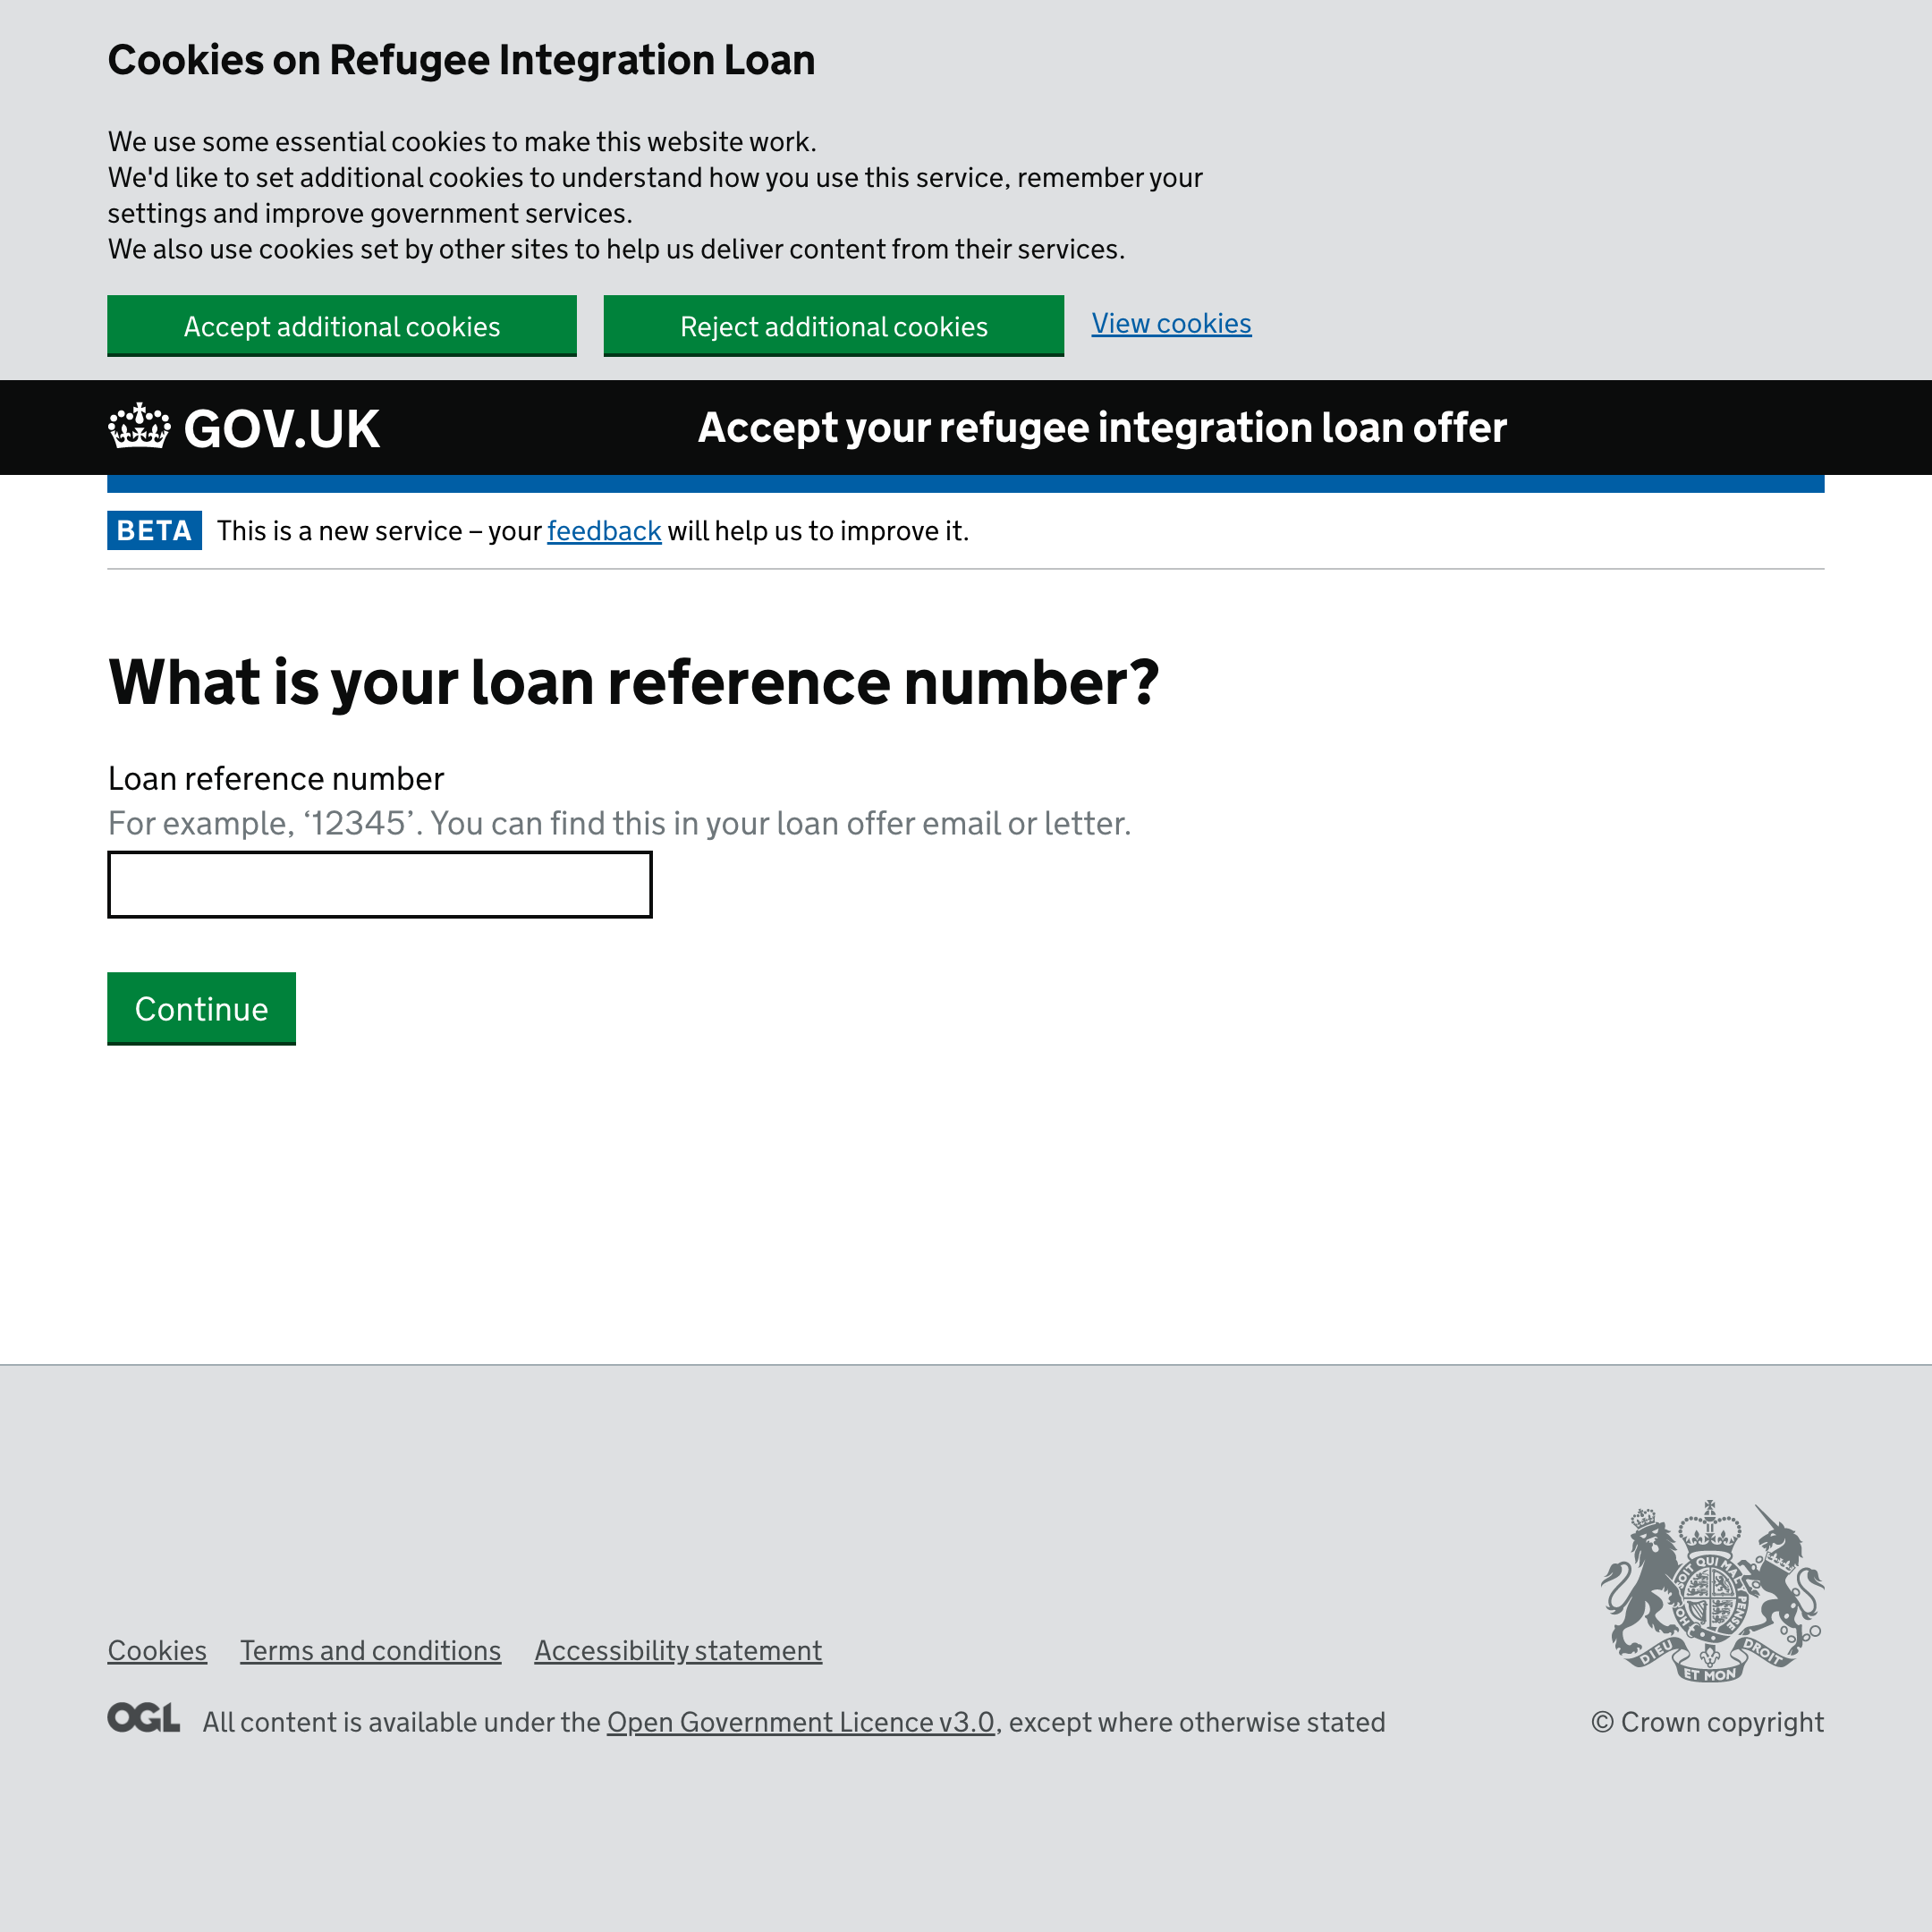 Cookies on Refugee Integration Loan
We use some essential cookies to make this website work.
We'd like to set additional cookies to understand how you use this service, remember your
settings and improve government services.
We also use cookies set by other sites to help us deliver content from their services.
Accept additional cookies Reject additional cookies View cookies
GOV.UK Accept your refugee integration loan offer
BETA This is a new service – your feedback will help us to improve it.
What is your loan reference number?
Loan reference number
For example, ‘12345’. You can find this in your loan offer email or letter.
Continue
SOIT QUI MAL
PENSE
DIEU ET MON DROIT
Cookies Terms and conditions Accessibility statement
OGL All content is available under the Open Government Licence v3.0, except where otherwise stated
© Crown copyright